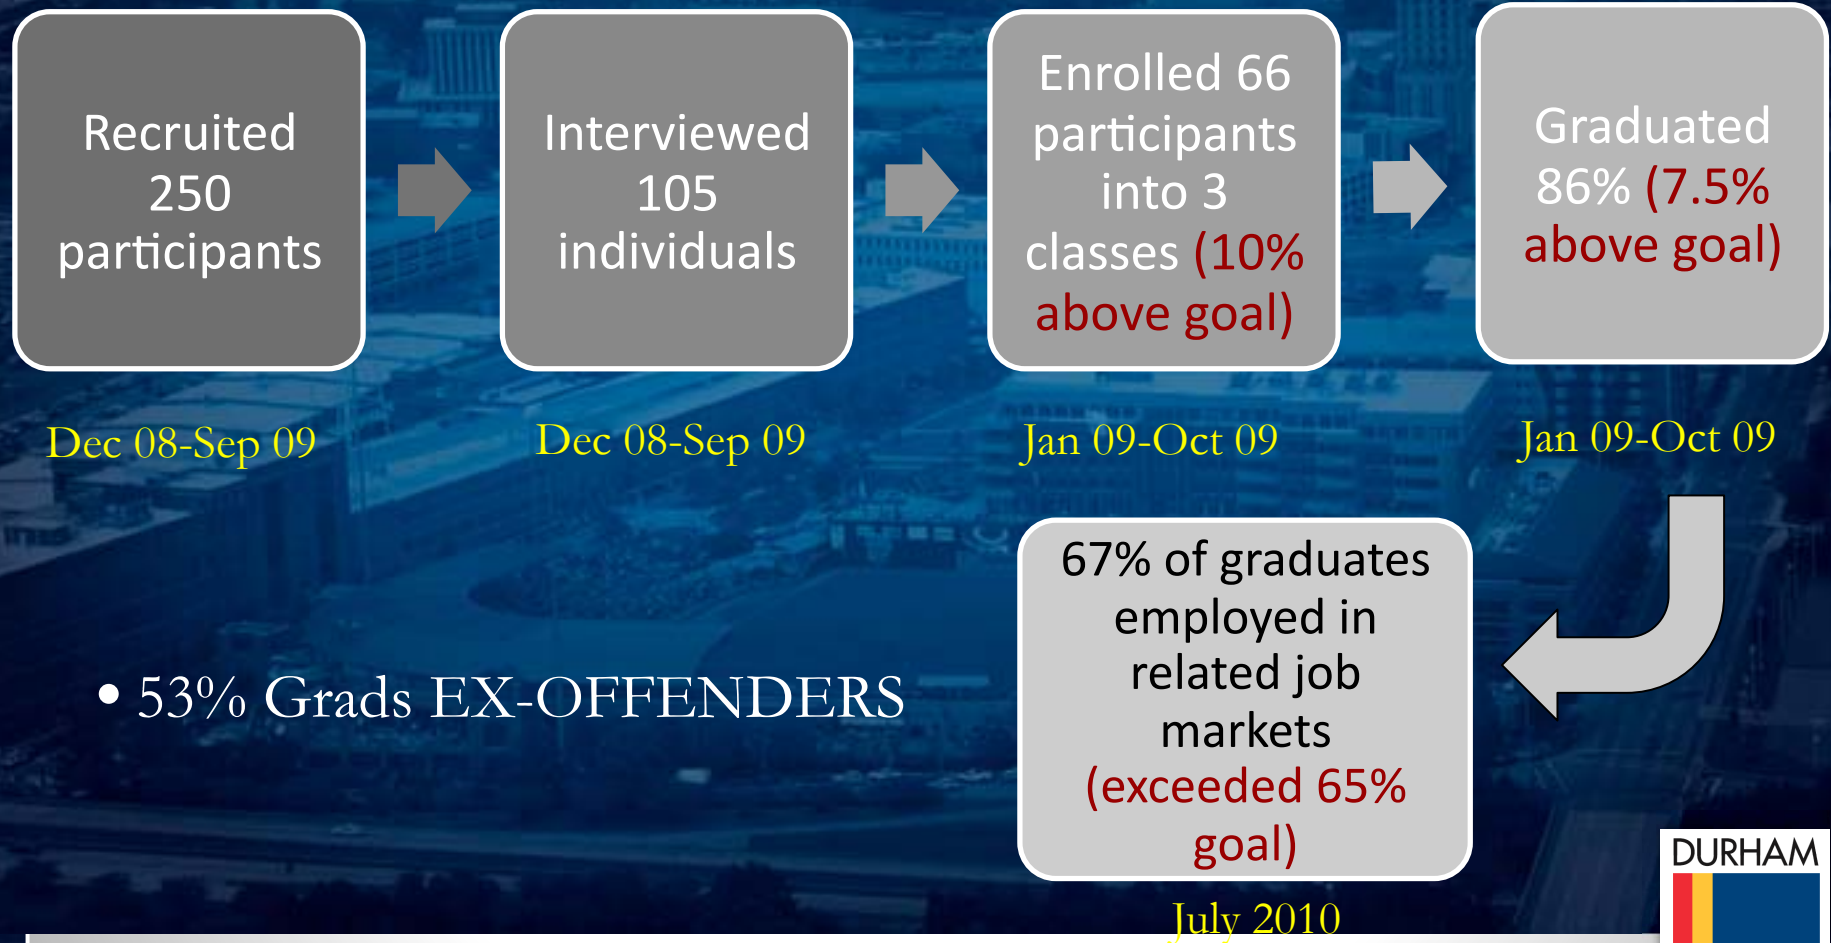 Recruited
250
participants
Interviewed
105
individuals
Enrolled 66
participants
into 3
classes (10%
above goal)
Graduated
86% (7.5%
above goal)
Dec 08-Sep 09
Dec 08-Sep 09
Jan 09-Oct 09
Jan 09-Oct 09
• 53% Grads EX-OFFENDERS
67% of graduates
employed in
related job
markets
(exceeded 65%
goal)
July 2010
DURHAM